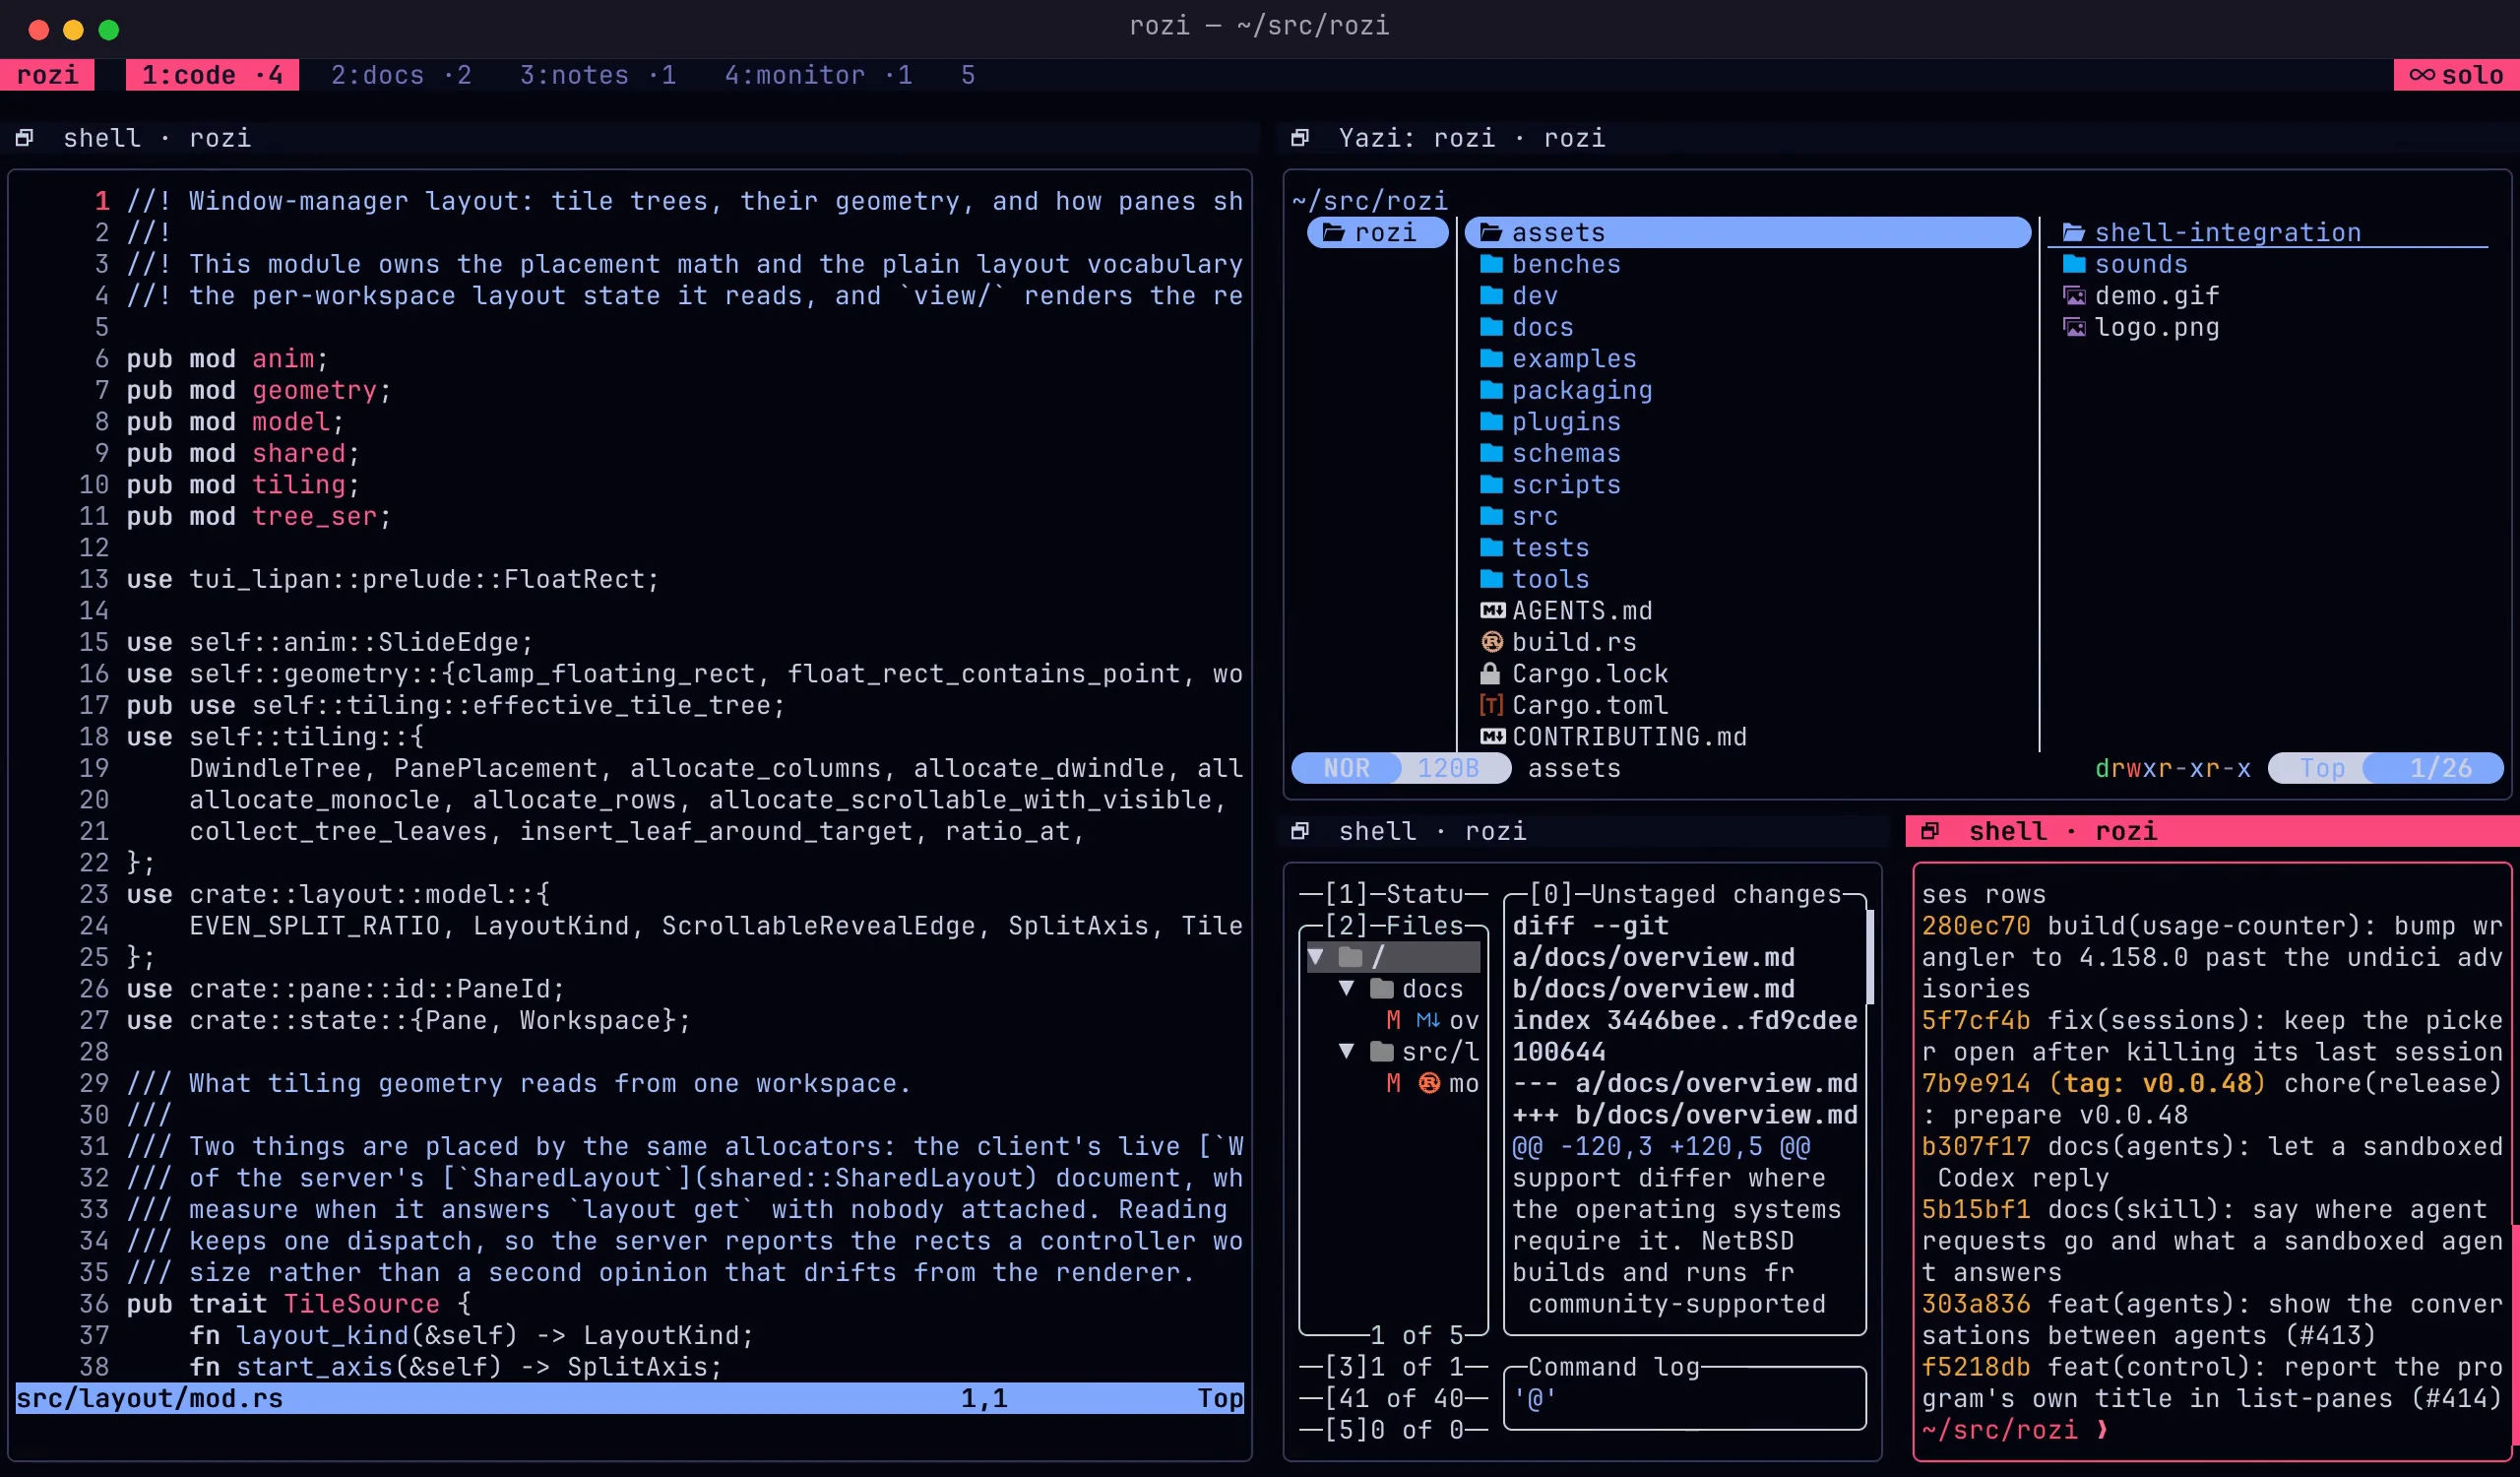 rozi — ~/src/rozi
rozi 1:code ·4 2:docs ·2 3:notes ·1 4:monitor ·1 5 ∞ solo
shell · rozi
1 //! Window-manager layout: tile trees, their geometry, and how panes sh
2 //!
3 //! This module owns the placement math and the plain layout vocabulary
4 //! the per-workspace layout state it reads, and `view/` renders the re
5
6 pub mod anim;
7 pub mod geometry;
8 pub mod model;
9 pub mod shared;
10 pub mod tiling;
11 pub mod tree_ser;
12
13 use tui_lipan::prelude::FloatRect;
14
15 use self::anim::SlideEdge;
16 use self::geometry::{clamp_floating_rect, float_rect_contains_point, wo
17 pub use self::tiling::effective_tile_tree;
18 use self::tiling::{
19     DwindleTree, PanePlacement, allocate_columns, allocate_dwindle, all
20     allocate_monocle, allocate_rows, allocate_scrollable_with_visible,
21     collect_tree_leaves, insert_leaf_around_target, ratio_at,
22 };
23 use crate::layout::model::{
24     EVEN_SPLIT_RATIO, LayoutKind, ScrollableRevealEdge, SplitAxis, Tile
25 };
26 use crate::pane::id::PaneId;
27 use crate::state::{Pane, Workspace};
28
29 /// What tiling geometry reads from one workspace.
30 ///
31 /// Two things are placed by the same allocators: the client's live [`W
32 /// of the server's [`SharedLayout`](shared::SharedLayout) document, wh
33 /// measure when it answers `layout get` with nobody attached. Reading
34 /// keeps one dispatch, so the server reports the rects a controller wo
35 /// size rather than a second opinion that drifts from the renderer.
36 pub trait TileSource {
37     fn layout_kind(&self) -> LayoutKind;
38     fn start_axis(&self) -> SplitAxis;
src/layout/mod.rs 1,1 Top
Yazi: rozi · rozi
~/src/rozi
rozi
assets
benches
dev
docs
examples
packaging
plugins
schemas
scripts
src
tests
tools
AGENTS.md
build.rs
Cargo.lock
[T] Cargo.toml
CONTRIBUTING.md
shell-integration
sounds
demo.gif
logo.png
NOR 120B assets drwxr-xr-x Top 1/26
shell · rozi
[1]─Statu
[2]─Files
▼ /
▼ docs
M M↓ ov
▼ src/l
M mo
1 of 5
[3]1 of 1
[41 of 40
[5]0 of 0
[0]─Unstaged changes
diff --git
a/docs/overview.md
b/docs/overview.md
index 3446bee..fd9cdee
100644
--- a/docs/overview.md
+++ b/docs/overview.md
@@ -120,3 +120,5 @@
support differ where
the operating systems
require it. NetBSD
builds and runs fr
community-supported
Command log
'@'
shell · rozi
ses rows
280ec70 build(usage-counter): bump wr
angler to 4.158.0 past the undici adv
isories
5f7cf4b fix(sessions): keep the picke
r open after killing its last session
7b9e914 (tag: v0.0.48) chore(release)
: prepare v0.0.48
b307f17 docs(agents): let a sandboxed
Codex reply
5b15bf1 docs(skill): say where agent
requests go and what a sandboxed agen
t answers
303a836 feat(agents): show the conver
sations between agents (#413)
f5218db feat(control): report the pro
gram's own title in list-panes (#414)
~/src/rozi ❯